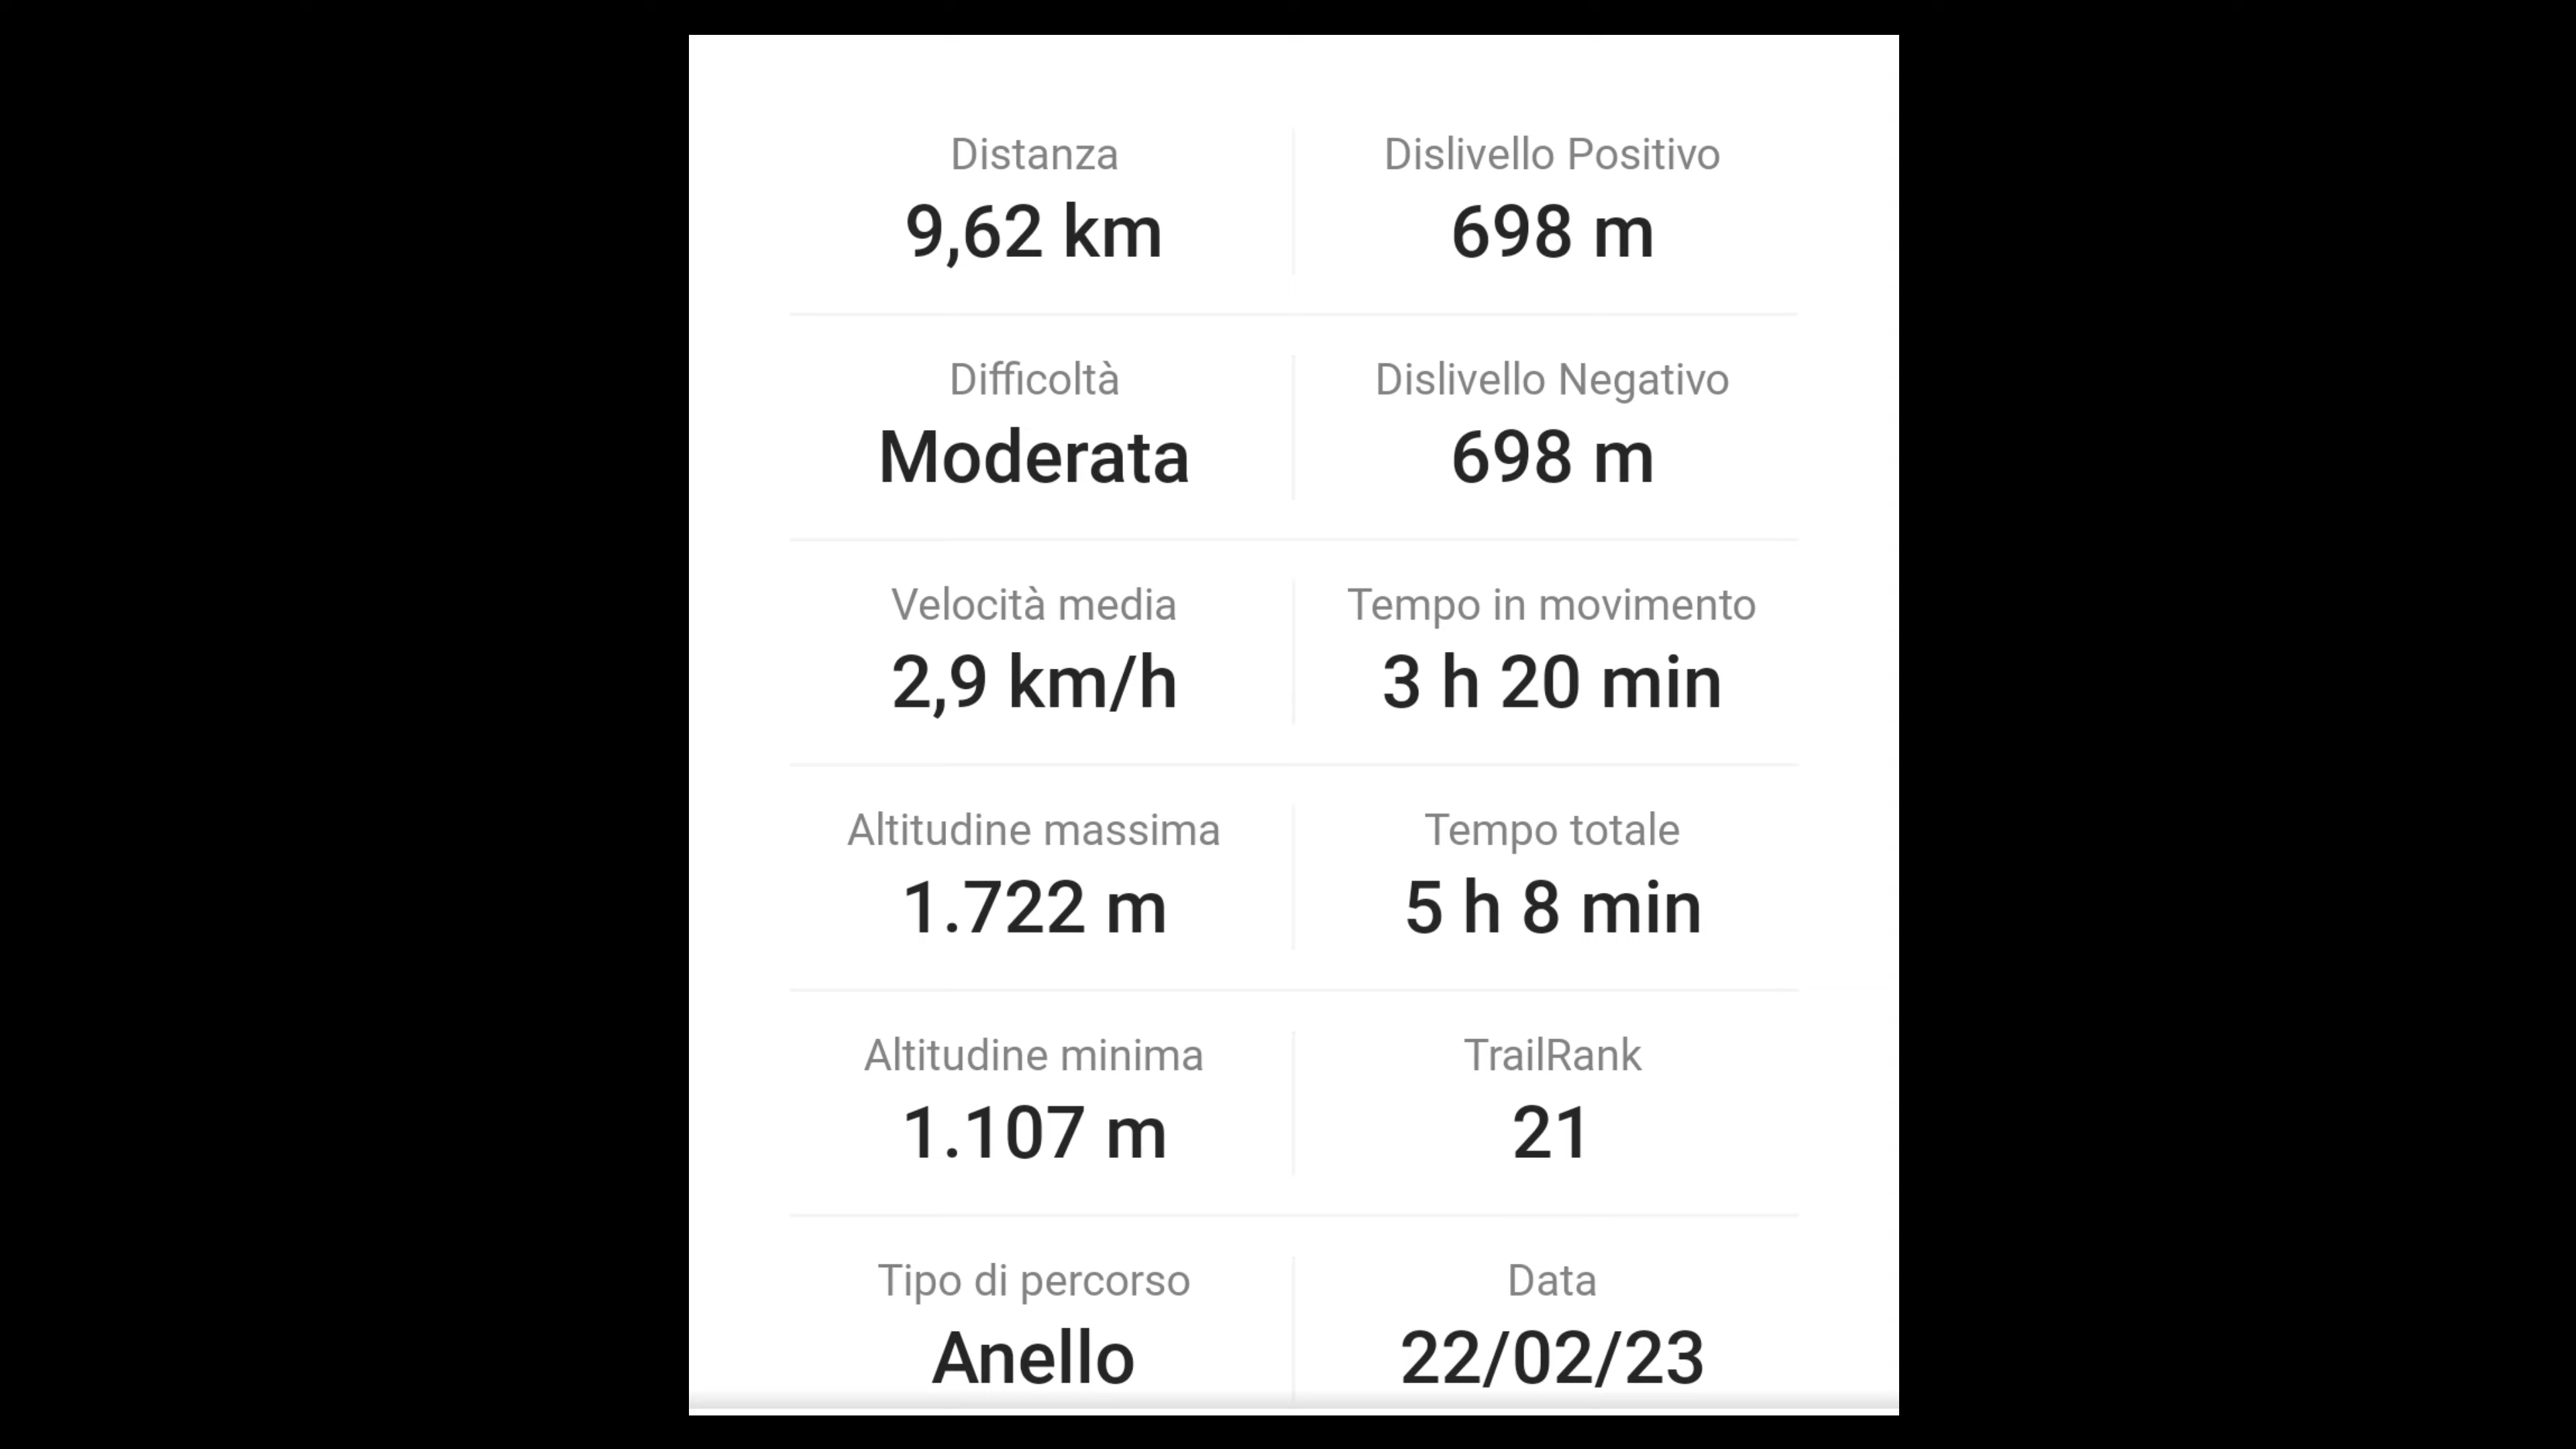 Distanza
9,62 km
Dislivello Positivo
698 m
Difficoltà
Moderata
Dislivello Negativo
698 m
Velocità media
2,9 km/h
Tempo in movimento
3 h 20 min
Altitudine massima
1.722 m
Tempo totale
5 h 8 min
Altitudine minima
1.107 m
TrailRank
21
Tipo di percorso
Anello
Data
22/02/23